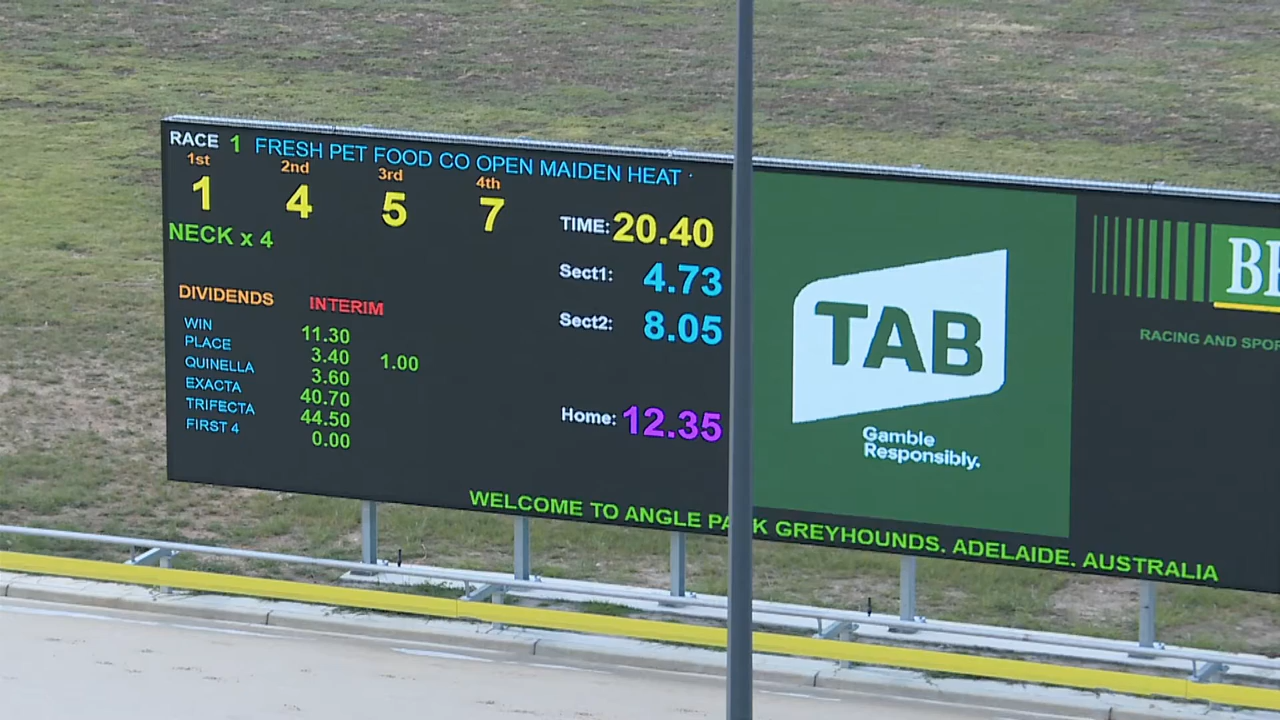 RACE 1 FRESH PET FOOD CO OPEN MAIDEN HEAT
1st 2nd 3rd 4th
1 4 5 7
NECK x 4
TIME: 20.40
Sect1: 4.73
Sect2: 8.05
Home: 12.35
DIVIDENDS INTERIM
WIN 11.30
PLACE 3.40 1.00
QUINELLA 3.60
EXACTA 40.70
TRIFECTA 44.50
FIRST 4 0.00
TAB
Gamble
Responsibly.
RACING AND
WELCOME TO ANGLE PARK GREYHOUNDS. ADELAIDE. AUSTRALIA